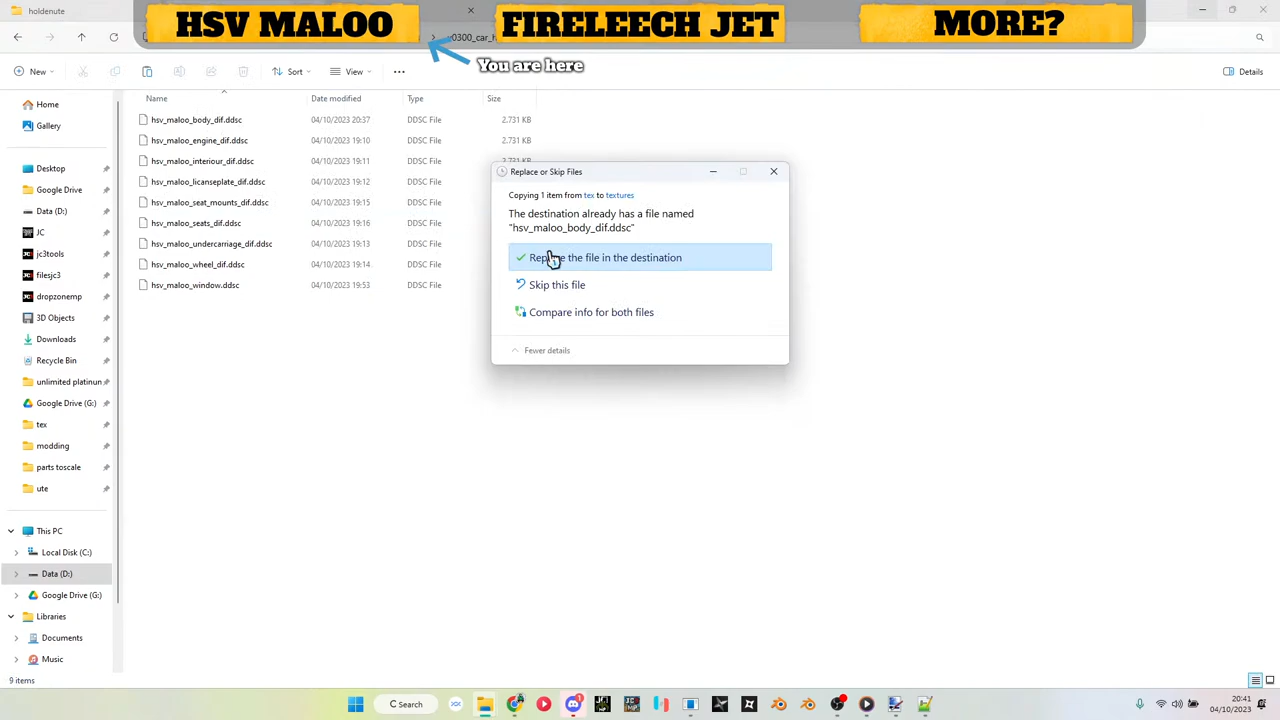 holdenute
HSV MALOO
FIRELEECH JET
MORE?
You are here
New
Sort
View
Details
Name
Date modified
Type
Size
hsv_maloo_body_dif.ddsc 04/10/2023 20:37 DDSC File 2,731 KB
hsv_maloo_engine_dif.ddsc 04/10/2023 19:10 DDSC File 2,731 KB
hsv_maloo_interiour_dif.ddsc 04/10/2023 19:11 DDSC File 2,731 KB
hsv_maloo_licanseplate_dif.ddsc 04/10/2023 19:12 DDSC File
hsv_maloo_seat_mounts_dif.ddsc 04/10/2023 19:15 DDSC File
hsv_maloo_seats_dif.ddsc 04/10/2023 19:16 DDSC File
hsv_maloo_undercarriage_dif.ddsc 04/10/2023 19:13 DDSC File
hsv_maloo_wheel_dif.ddsc 04/10/2023 19:14 DDSC File
hsv_maloo_window.ddsc 04/10/2023 19:53 DDSC File
Home
Gallery
Desktop
Google Drive
Data (D:)
JC
jc3tools
filesjc3
dropzonemp
3D Objects
Downloads
Recycle Bin
unlimited platinun
Google Drive (G:)
tex
modding
parts toscale
ute
This PC
Local Disk (C:)
Data (D:)
Google Drive (G:)
Libraries
Documents
Music
Replace or Skip Files
Copying 1 item from tex to textures
The destination already has a file named
"hsv_maloo_body_dif.ddsc"
Replace the file in the destination
Skip this file
Compare info for both files
Fewer details
9 items
Search
20:41
04/10/2023